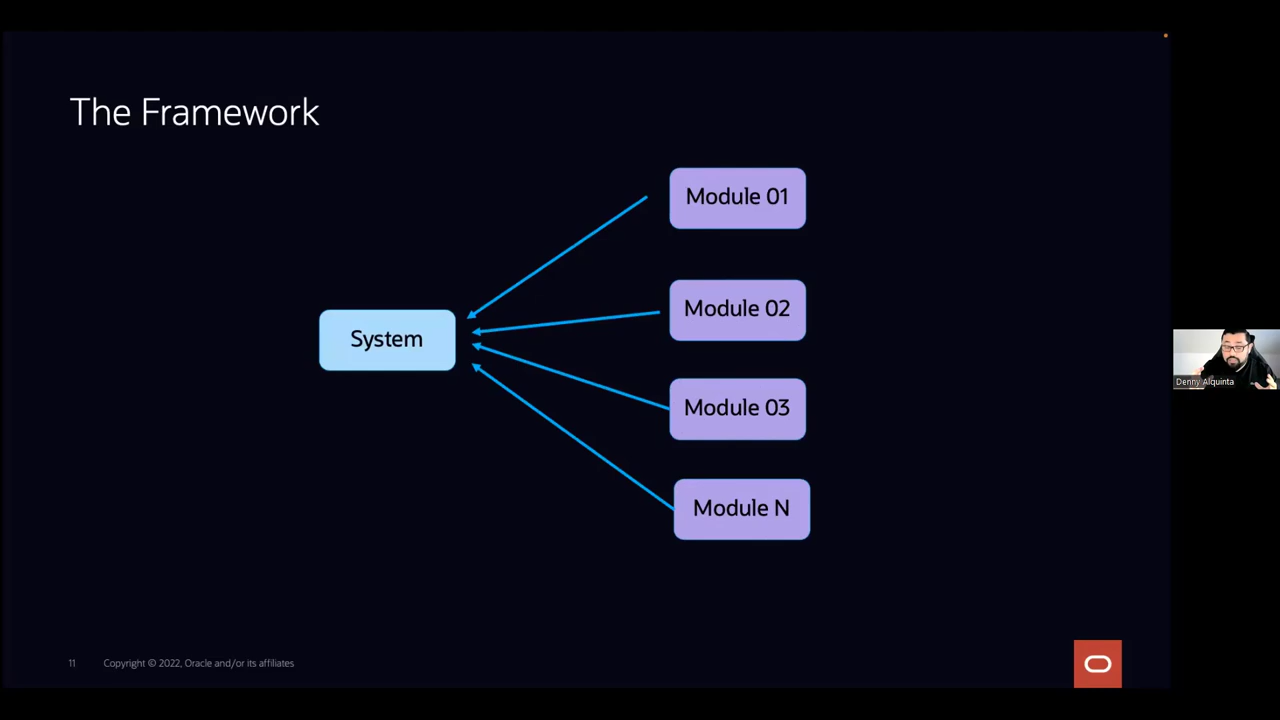 The Framework
Module 01
Module 02
System
Module 03
Module N
Denny Alquinta
11
Copyright © 2022, Oracle and/or its affiliates